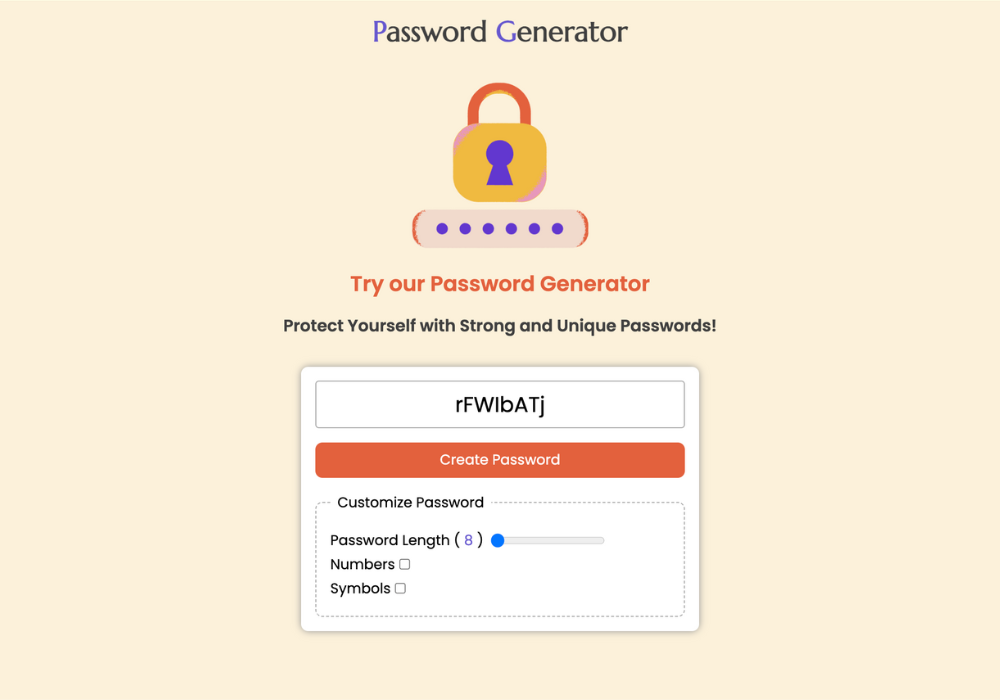 Password Generator
Try our Password Generator
Protect Yourself with Strong and Unique Passwords!
rFWIbATj
Create Password
Customize Password
Password Length ( 8 )
Numbers
Symbols